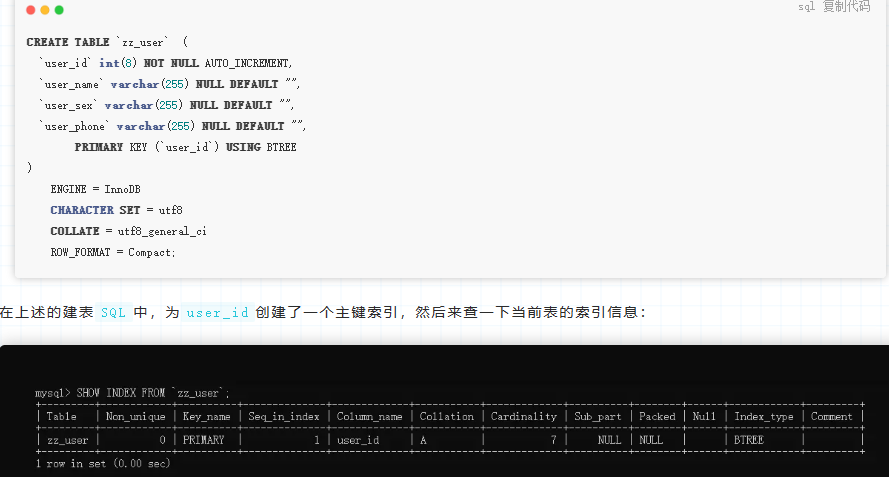 sql 复制代码
CREATE TABLE `zz_user`  (
  `user_id` int(8) NOT NULL AUTO_INCREMENT,
  `user_name` varchar(255) NULL DEFAULT "",
  `user_sex` varchar(255) NULL DEFAULT "",
  `user_phone` varchar(255) NULL DEFAULT "",
	PRIMARY KEY (`user_id`) USING BTREE
)
    ENGINE = InnoDB
    CHARACTER SET = utf8
    COLLATE = utf8_general_ci
    ROW_FORMAT = Compact;
在上述的建表 SQL 中，为 user_id 创建了一个主键索引，然后来查一下当前表的索引信息：
mysql> SHOW INDEX FROM `zz_user`;
+---------+------------+----------+--------------+-------------+-----------+-------------+----------+--------+------+------------+---------+
| Table   | Non_unique | Key_name | Seq_in_index | Column_name | Collation | Cardinality | Sub_part | Packed | Null | Index_type | Comment |
+---------+------------+----------+--------------+-------------+-----------+-------------+----------+--------+------+------------+---------+
| zz_user |          0 | PRIMARY  |            1 | user_id     | A         |           7 |     NULL | NULL   |      | BTREE      |         |
+---------+------------+----------+--------------+-------------+-----------+-------------+----------+--------+------+------------+---------+
1 row in set (0.00 sec)